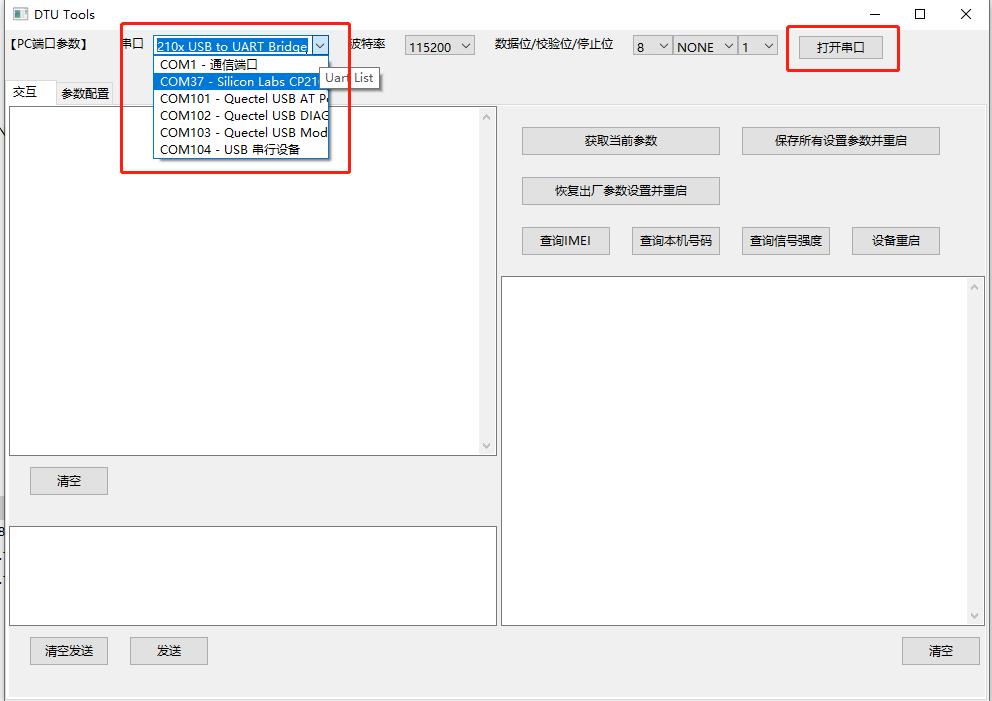 DTU Tools
【PC端口参数】 串口 210x USB to UART Bridge 波特率 115200 数据位/校验位/停止位 8 NONE 1 打开串口
COM1 - 通信端口
COM37 - Silicon Labs CP21
Uart List
COM101 - Quectel USB AT Po
COM102 - Quectel USB DIAG
COM103 - Quectel USB Mod
COM104 - USB 串行设备
交互 参数配置
获取当前参数 保存所有设置参数并重启
恢复出厂参数设置并重启
查询IMEI 查询本机号码 查询信号强度 设备重启
清空
清空发送 发送 清空